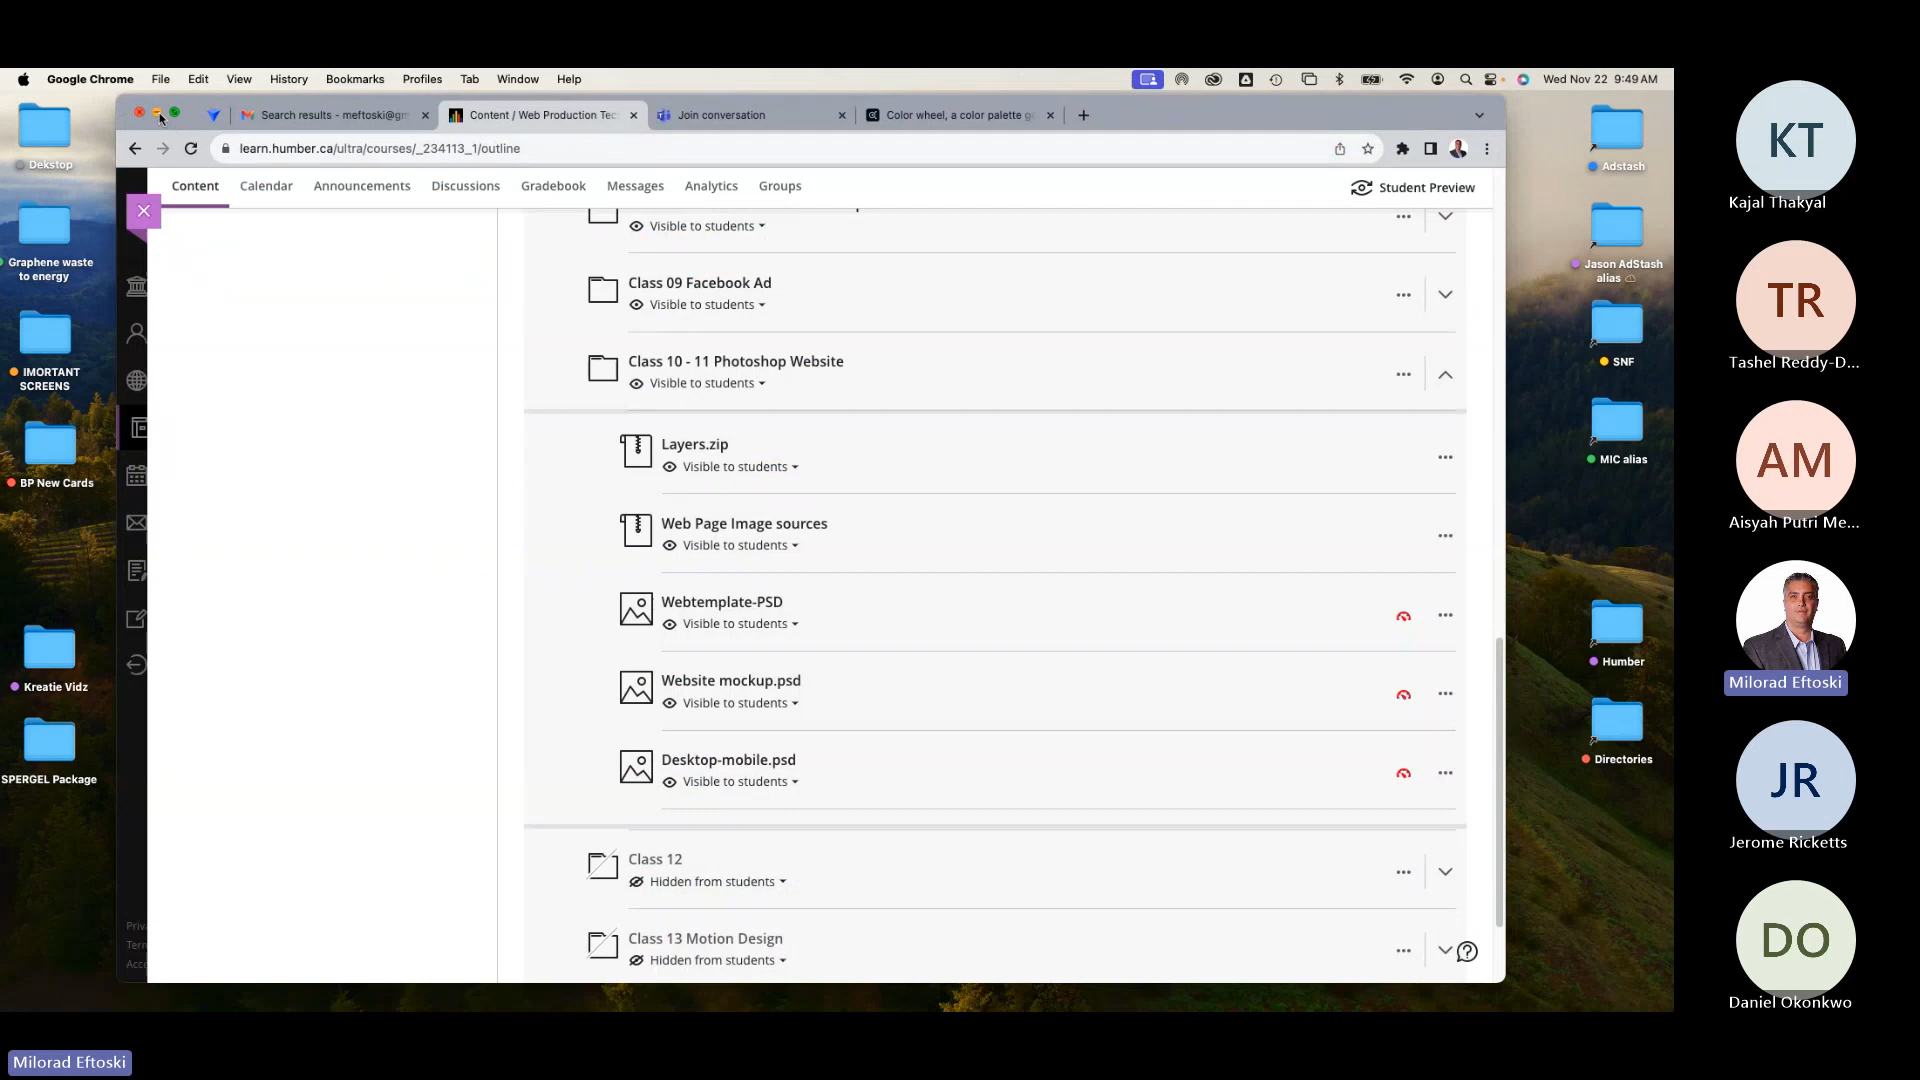 Google Chrome File Edit View History Bookmarks Profiles Tab Window Help
Wed Nov 22 9:49 AM
Search results - meftoski@gm
Content / Web Production Tec
Join conversation
Color wheel, a color palette g
learn.humber.ca/ultra/courses/_234113_1/outline
Content Calendar Announcements Discussions Gradebook Messages Analytics Groups
Student Preview
Visible to students
Class 09 Facebook Ad
Visible to students
Class 10 - 11 Photoshop Website
Visible to students
Layers.zip
Visible to students
Web Page Image sources
Visible to students
Webtemplate-PSD
Visible to students
Website mockup.psd
Visible to students
Desktop-mobile.psd
Visible to students
Class 12
Hidden from students
Class 13 Motion Design
Hidden from students
Priva
Term
Acce
Dekstop
Graphene waste
to energy
IMORTANT
SCREENS
BP New Cards
Kreatie Vidz
SPERGEL Package
Adstash
Jason AdStash
alias
SNF
MIC alias
Humber
Directories
KT
Kajal Thakyal
TR
Tashel Reddy-D...
AM
Aisyah Putri Me...
Milorad Eftoski
JR
Jerome Ricketts
DO
Daniel Okonkwo
Milorad Eftoski